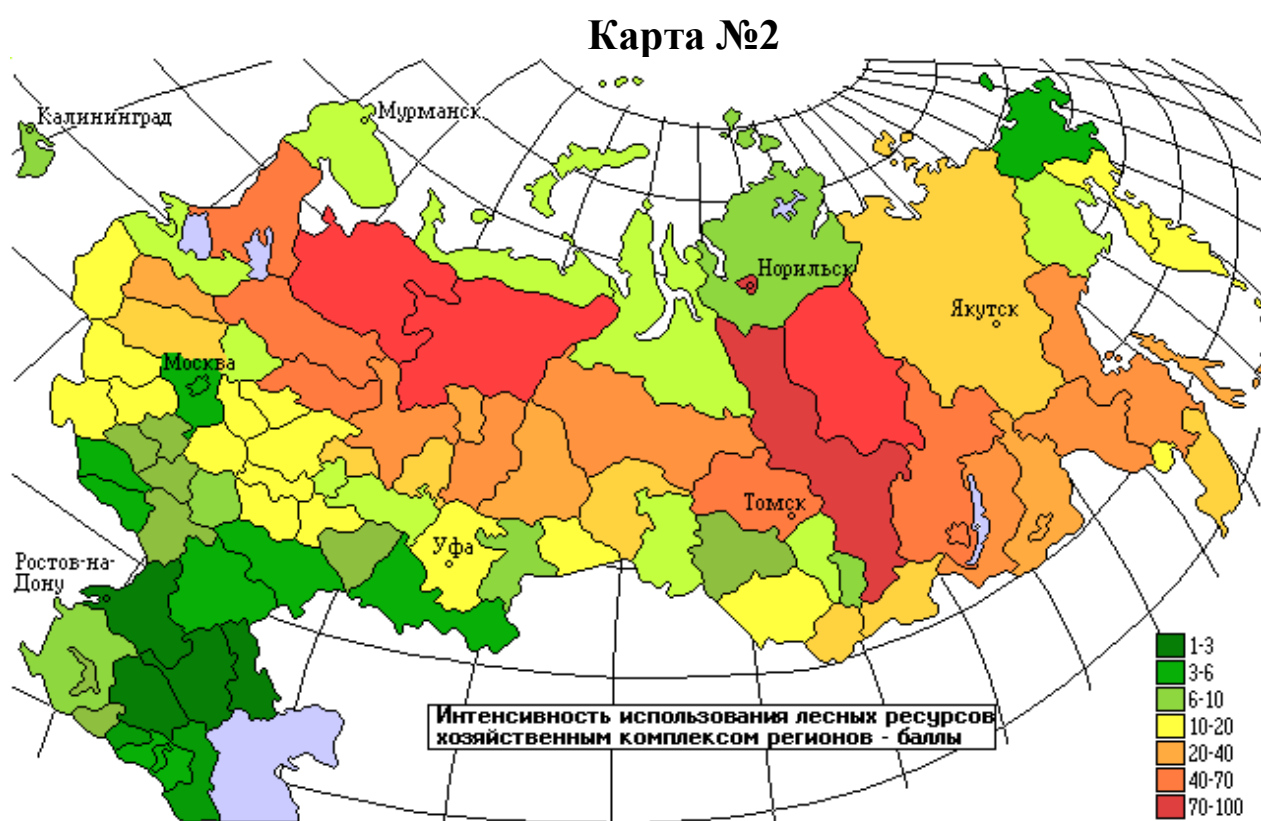 Карта №2
Калининград
Мурманск
Норильск
Якутск
Москва
Томск
Уфа
Ростов-на-
Дону
Интенсивность использования лесных ресурсов
хозяйственным комплексом регионов - баллы
1-3
3-6
6-10
10-20
20-40
40-70
70-100